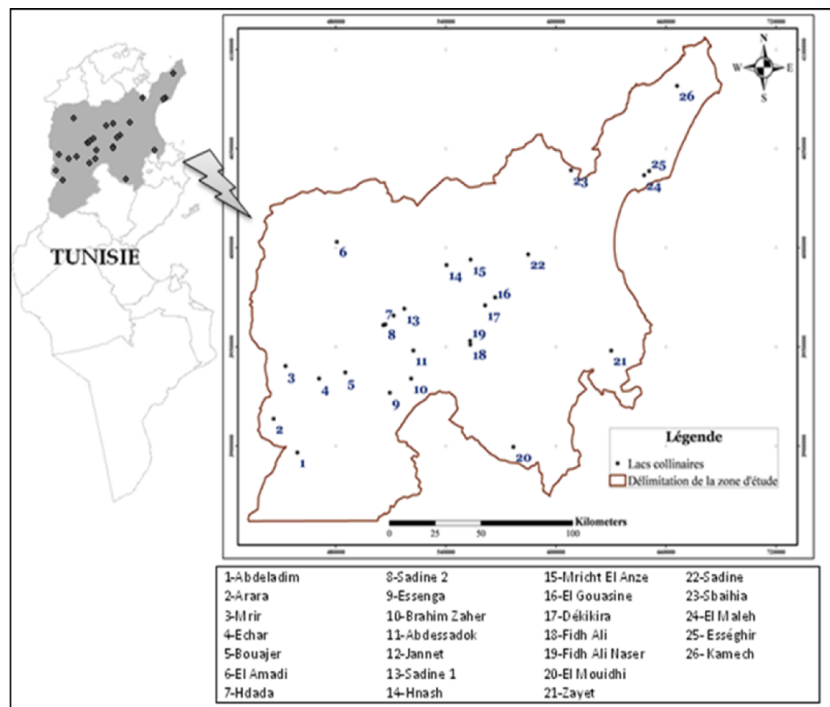 TUNISIE
N
W
E
S
26
25
24
23
22
6
15
14
16
17
13
7
8
19
18
11
21
3
4
5
10
9
2
1
20
Légende
Lacs collinaires
Délimitation de la zone d'étude
Kilometers
0 25 50 100
1-Abdeladim
2-Arara
3-Mrir
4-Echar
5-Bouajer
6-El Amadi
7-Hdada
8-Sadine 2
9-Essenga
10-Brahim Zaher
11-Abdessadok
12-Jannet
13-Sadine 1
14-Hnash
15-Mricht El Anze
16-El Gouasine
17-Dékikira
18-Fidh Ali
19-Fidh Ali Naser
20-El Mouidhi
21-Zayet
22-Sadine
23-Sbaihia
24-El Maleh
25- Ességhir
26-Kamech